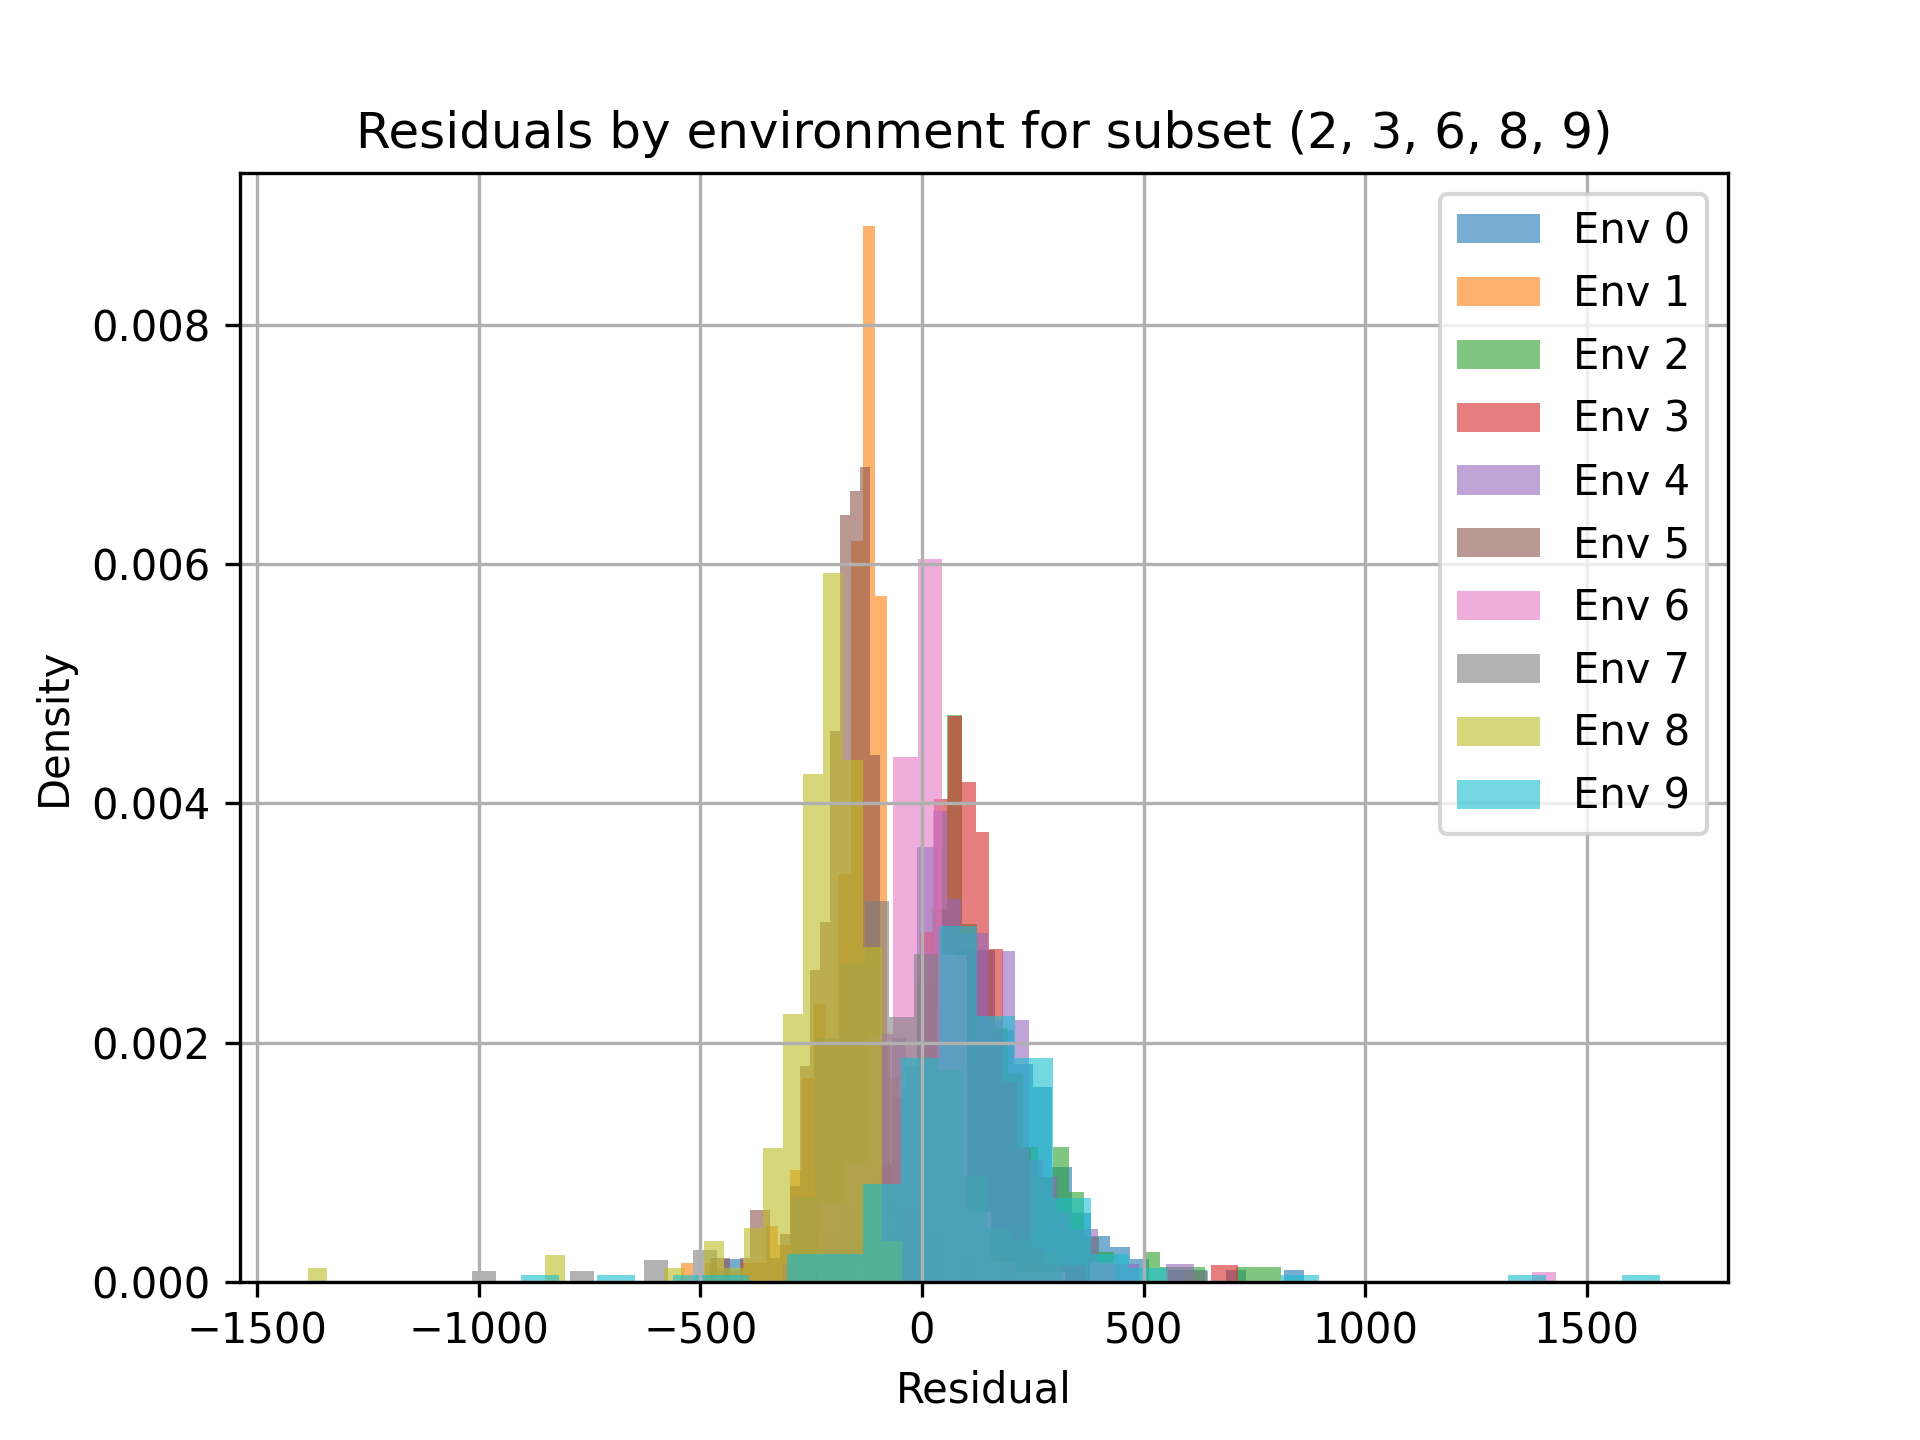 Residuals by environment for subset (2, 3, 6, 8, 9)
Env 0
Env 1
Env 2
Env 3
Env 4
Env 5
Env 6
Env 7
Env 8
Env 9
0.008
0.006
0.004
0.002
0.000
Density
−1500
−1000
−500
0
500
1000
1500
Residual